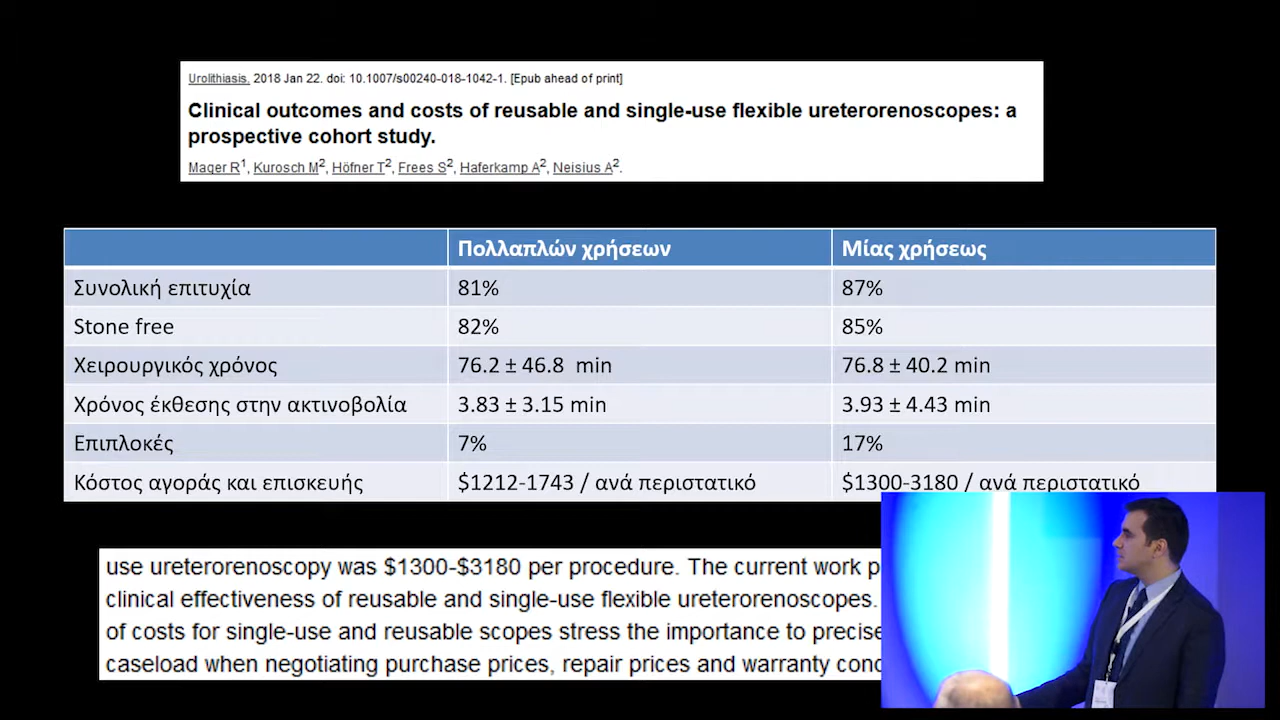 Urolithiasis. 2018 Jan 22. doi: 10.1007/s00240-018-1042-1. [Epub ahead of print]
Clinical outcomes and costs of reusable and single-use flexible ureterorenoscopes: a
prospective cohort study.
Mager R1, Kurosch M2, Höfner T2, Frees S2, Haferkamp A2, Neisius A2.
Πολλαπλών χρήσεων Μίας χρήσεως
Συνολική επιτυχία 81% 87%
Stone free 82% 85%
Χειρουργικός χρόνος 76.2 ± 46.8 min 76.8 ± 40.2 min
Χρόνος έκθεσης στην ακτινοβολία 3.83 ± 3.15 min 3.93 ± 4.43 min
Επιπλοκές 7% 17%
Κόστος αγοράς και επισκευής $1212-1743 / ανά περιστατικό $1300-3180 / ανά περιστατικό
use ureterorenoscopy was $1300-$3180 per procedure. The current work p
clinical effectiveness of reusable and single-use flexible ureterorenoscopes.
of costs for single-use and reusable scopes stress the importance to precise
caseload when negotiating purchase prices, repair prices and warranty cond